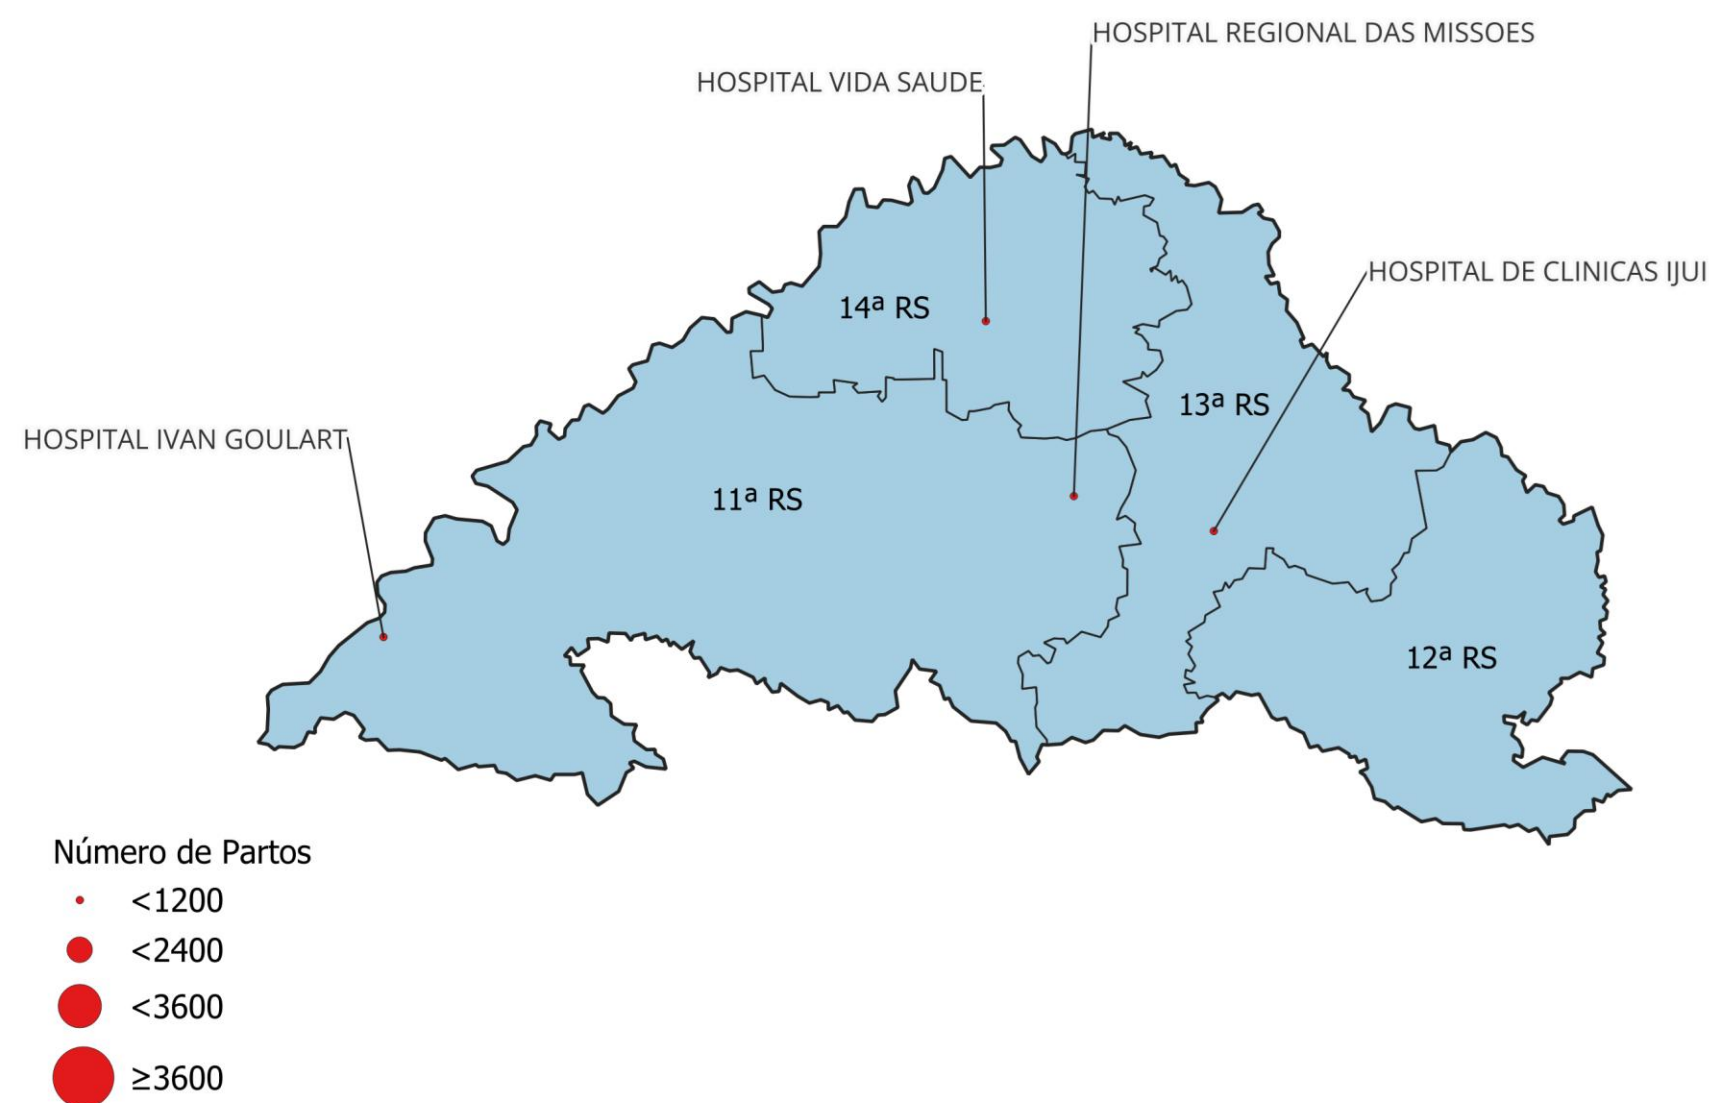 HOSPITAL REGIONAL DAS MISSOES
HOSPITAL VIDA SAUDE
HOSPITAL DE CLINICAS IJUI
14ª RS
13ª RS
HOSPITAL IVAN GOULART
11ª RS
12ª RS
Número de Partos
<1200
<2400
<3600
≥3600